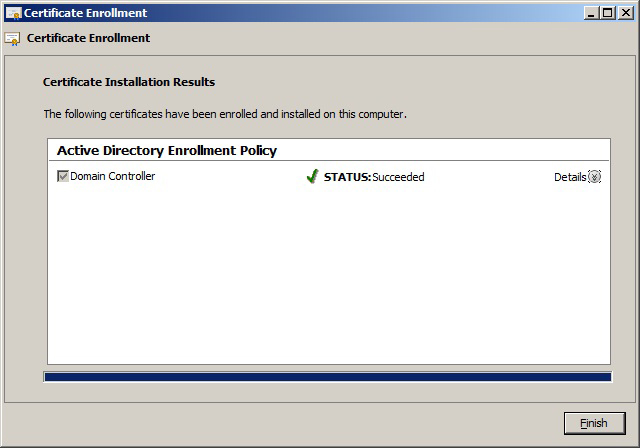 Certificate Enrollment
Certificate Enrollment
Certificate Installation Results
The following certificates have been enrolled and installed on this computer.
Active Directory Enrollment Policy
Domain Controller STATUS: Succeeded Details
Finish